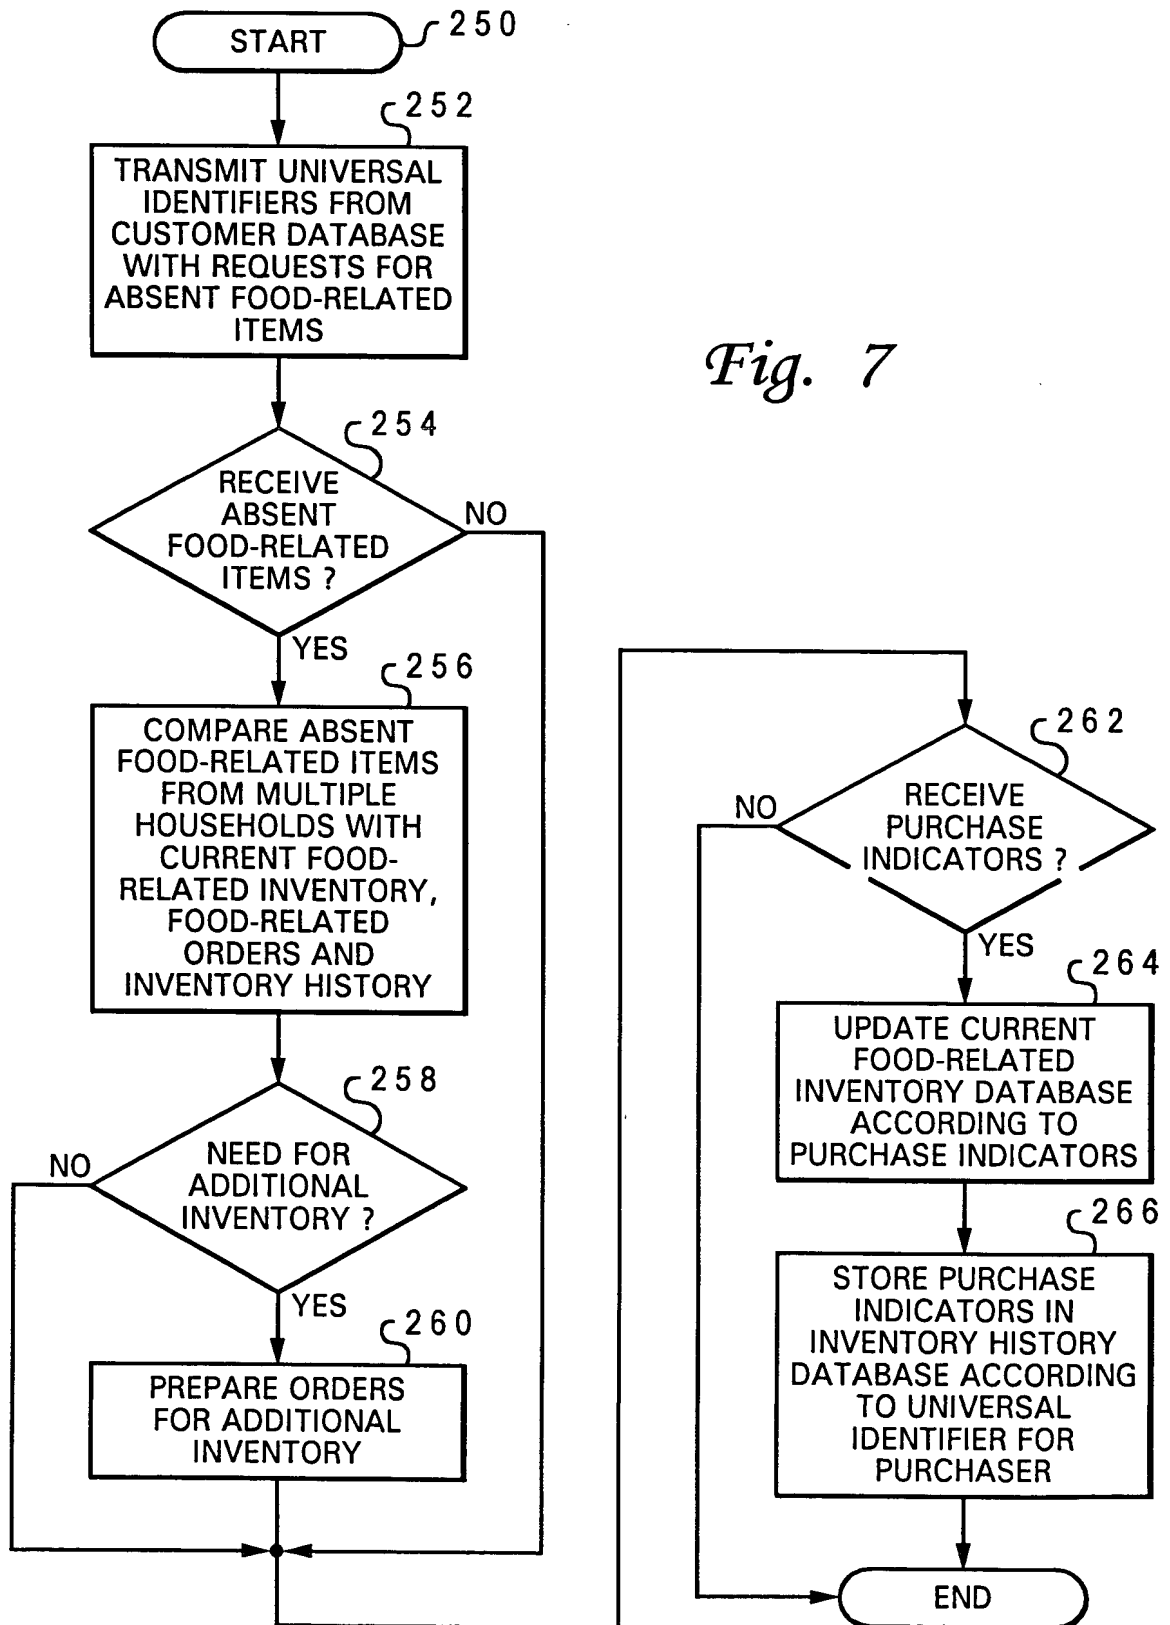 START
250
252
TRANSMIT UNIVERSAL
IDENTIFIERS FROM
CUSTOMER DATABASE
WITH REQUESTS FOR
ABSENT FOOD-RELATED
ITEMS
254
RECEIVE
ABSENT
FOOD-RELATED
ITEMS ?
NO
YES
256
COMPARE ABSENT
FOOD-RELATED ITEMS
FROM MULTIPLE
HOUSEHOLDS WITH
CURRENT FOOD-
RELATED INVENTORY,
FOOD-RELATED
ORDERS AND
INVENTORY HISTORY
258
NEED FOR
ADDITIONAL
INVENTORY ?
NO
YES
260
PREPARE ORDERS
FOR ADDITIONAL
INVENTORY
Fig. 7
262
RECEIVE
PURCHASE
INDICATORS ?
NO
YES
264
UPDATE CURRENT
FOOD-RELATED
INVENTORY DATABASE
ACCORDING TO
PURCHASE INDICATORS
266
STORE PURCHASE
INDICATORS IN
INVENTORY HISTORY
DATABASE ACCORDING
TO UNIVERSAL
IDENTIFIER FOR
PURCHASER
END